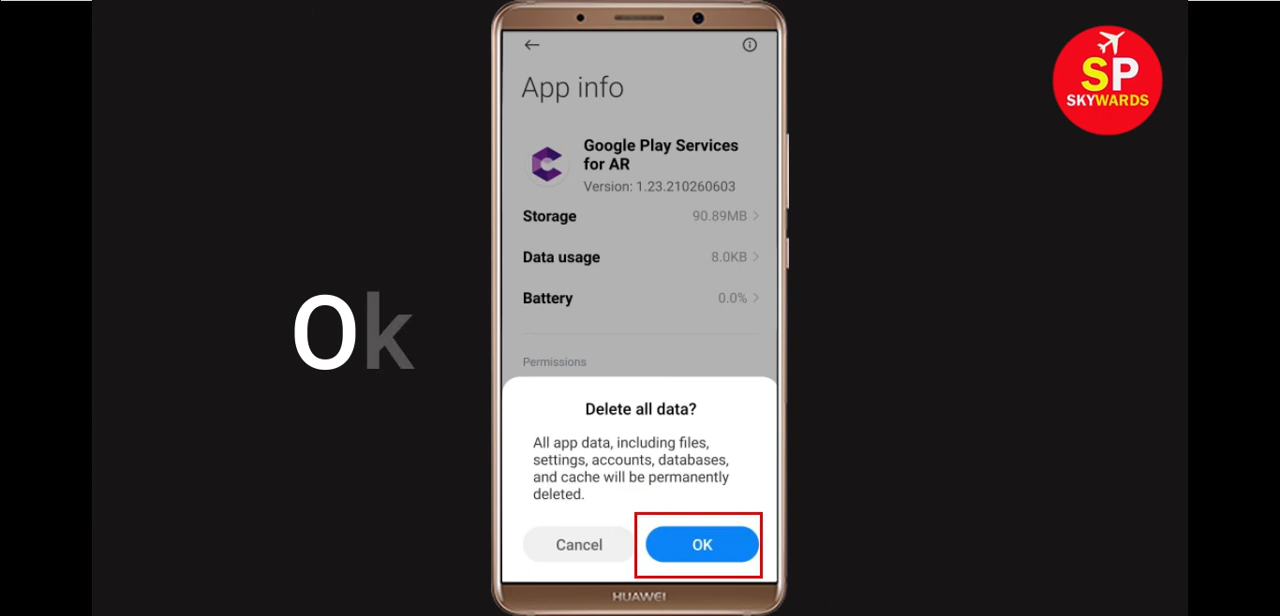 App info
Google Play Services
for AR
Version: 1.23.210260603
Storage 90.89MB
Data usage 8.0KB
Battery 0.0%
Permissions
Delete all data?
All app data, including files,
settings, accounts, databases,
and cache will be permanently
deleted.
Cancel OK
HUAWEI
Ok
SP
SKYWARDS